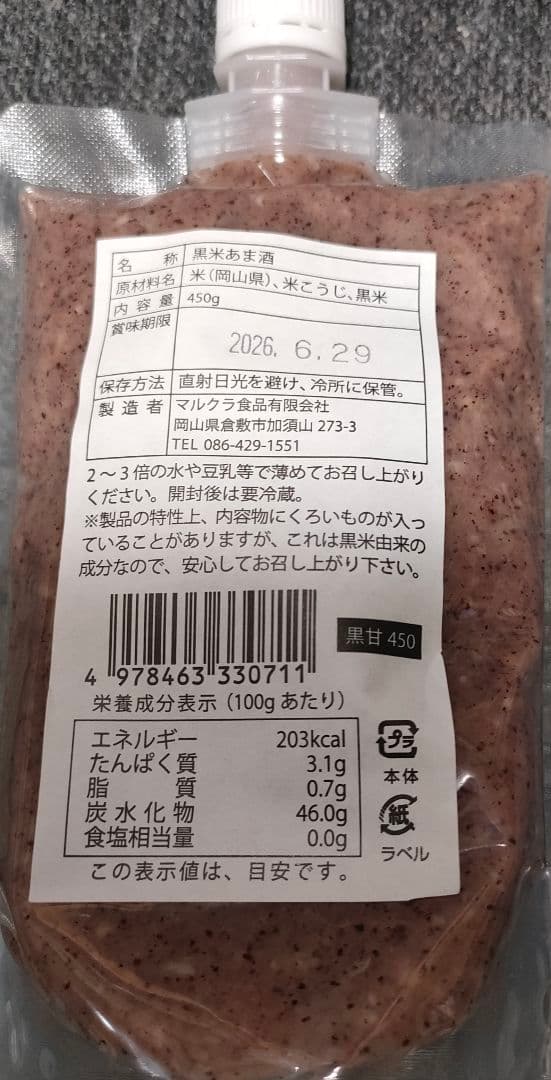 名 称 黒米あま酒
原材料名 米（岡山県）、米こうじ、黒米
内 容 量 450g
賞味期限 2026. 6.29
保存方法 直射日光を避け、冷所に保管。
製 造 者 マルクラ食品有限会社
岡山県倉敷市加須山 273-3
TEL 086-429-1551
2〜3倍の水や豆乳等で薄めてお召し上がり
ください。開封後は要冷蔵。
※製品の特性上、内容物にくろいものが入っ
ていることがありますが、これは黒米由来の
成分なので、安心してお召し上がり下さい。
黒甘 450
4 978463 330711
栄養成分表示（100g あたり）
エネルギー 203kcal
たんぱく質 3.1g
脂 質 0.7g
炭水化物 46.0g
食塩相当量 0.0g
この表示値は、目安です。
プラ
本体
紙
ラベル